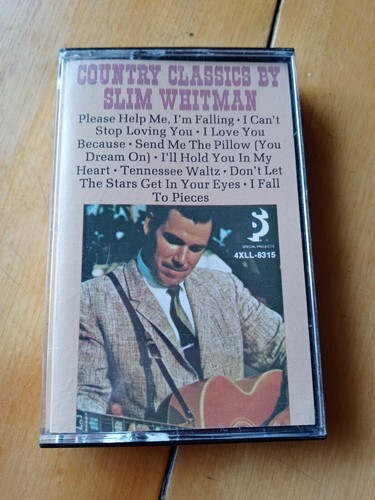 COUNTRY CLASSICS BY
SLIM WHITMAN
Please Help Me, I'm Falling • I Can't
Stop Loving You • I Love You
Because • Send Me The Pillow (You
Dream On) • I'll Hold You In My
Heart • Tennessee Waltz • Don't Let
The Stars Get In Your Eyes • I Fall
To Pieces
SPECIAL PROJECTS
4XLL-8315